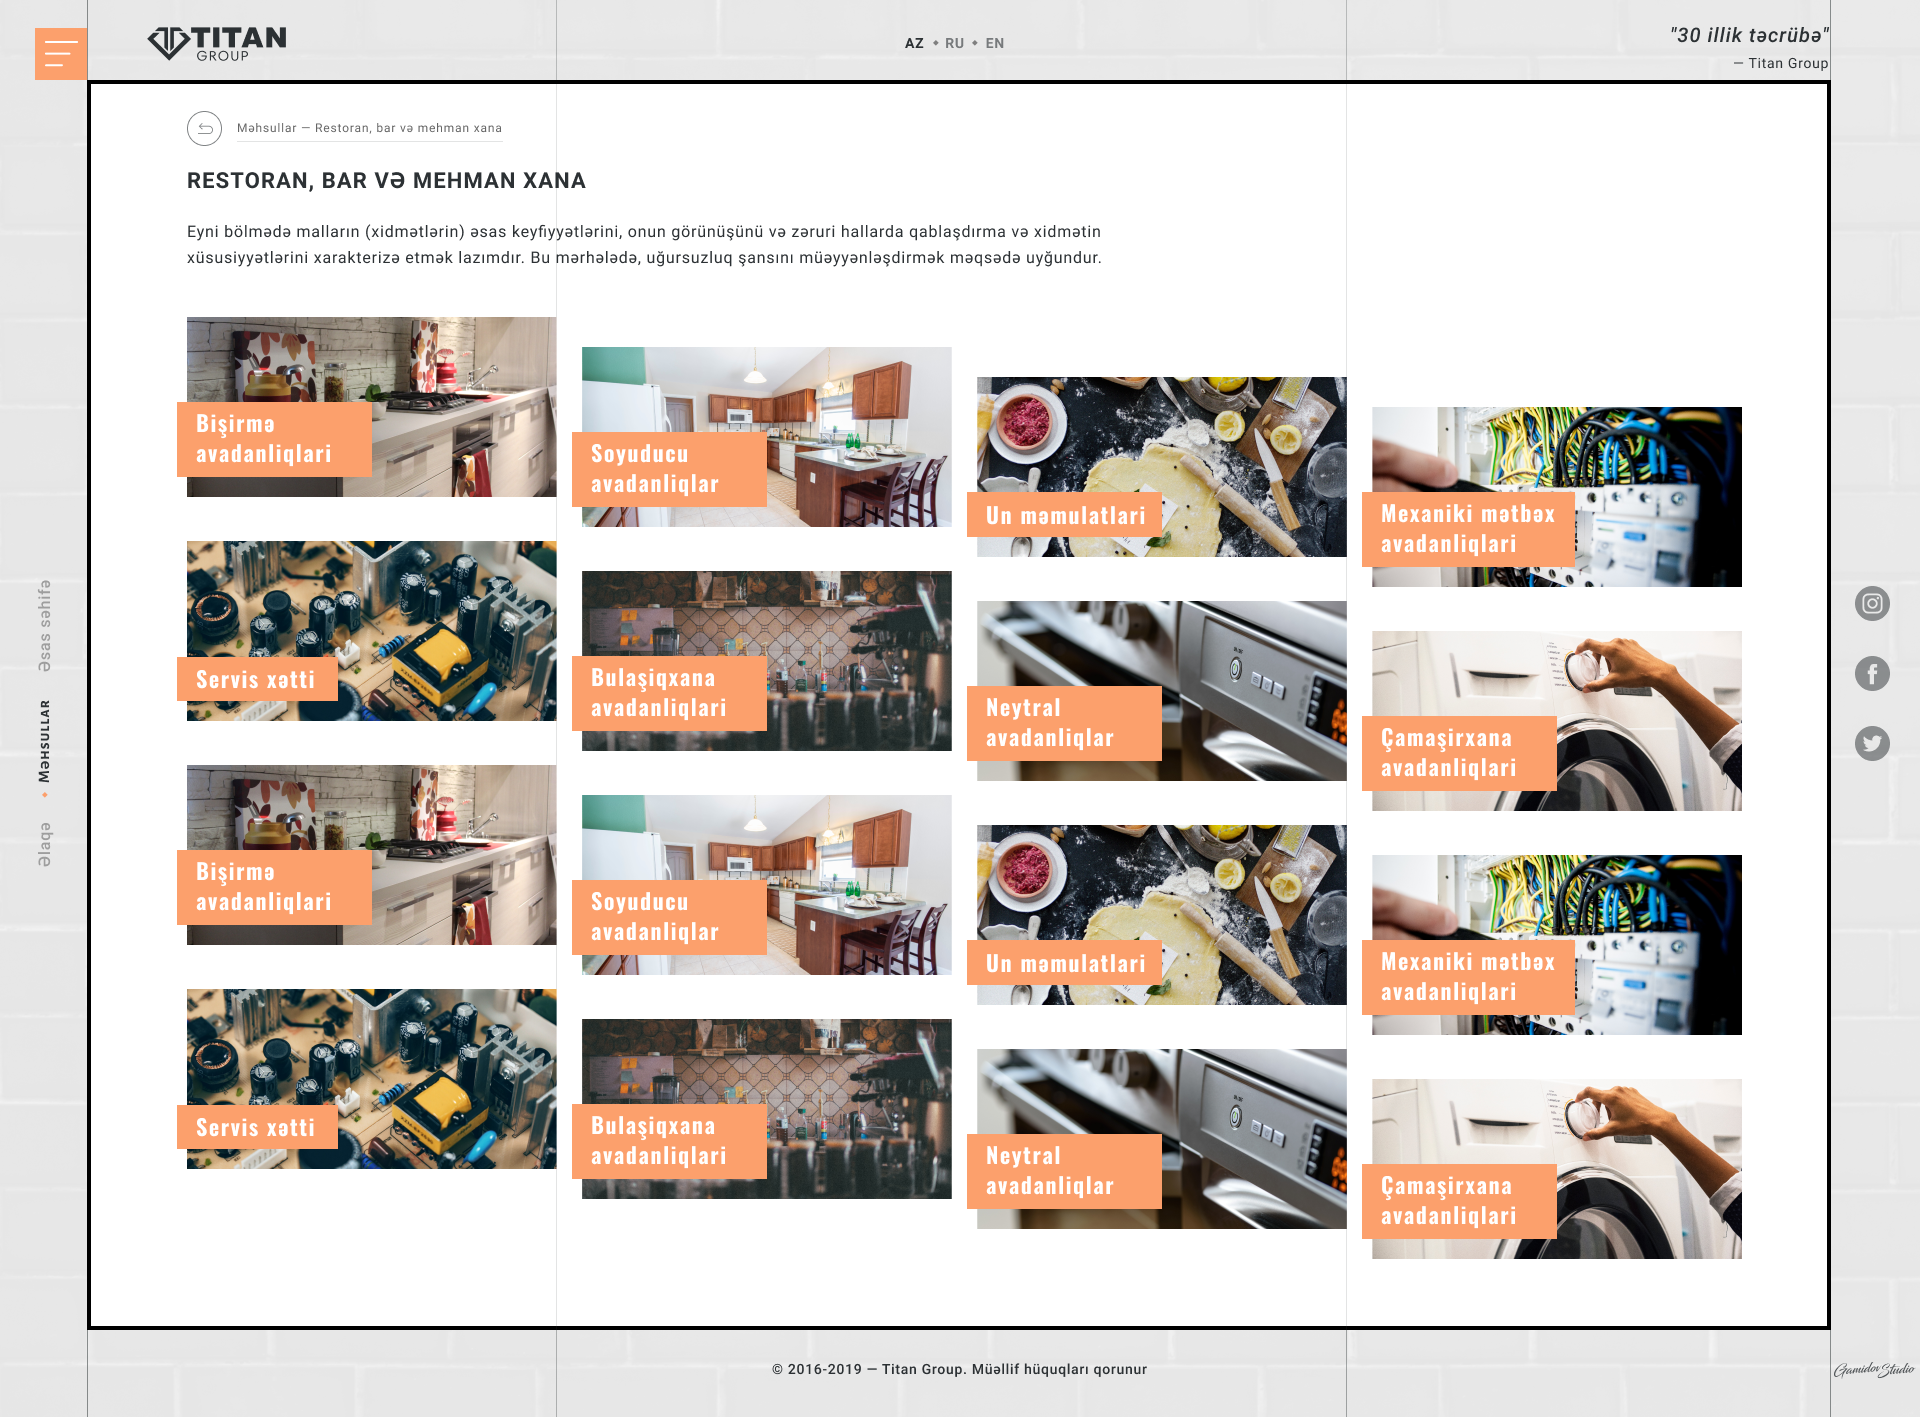 TITAN
GROUP
AZ RU EN
"30 illik təcrübə"
— Titan Group
Məhsullar — Restoran, bar və mehman xana
RESTORAN, BAR VƏ MEHMAN XANA
Eyni bölmədə malların (xidmətlərin) əsas keyfiyyətlərini, onun görünüşünü və zəruri hallarda qablaşdırma və xidmətin
xüsusiyyətlərini xarakterizə etmək lazımdır. Bu mərhələdə, uğursuzluq şansını müəyyənləşdirmək məqsədə uyğundur.
Bişirmə
avadanliqlari
Soyuducu
avadanliqlar
Un məmulatlari
Mexaniki mətbəx
avadanliqlari
Servis xətti
Bulaşiqxana
avadanliqlari
Neytral
avadanliqlar
Çamaşirxana
avadanliqlari
Bişirmə
avadanliqlari
Soyuducu
avadanliqlar
Un məmulatlari
Mexaniki mətbəx
avadanliqlari
Servis xətti
Bulaşiqxana
avadanliqlari
Neytral
avadanliqlar
Çamaşirxana
avadanliqlari
Əsas səhifə
MƏHSULLAR
Əlaqə
© 2016-2019 — Titan Group. Müəllif hüquqları qorunur
Gamidov Studio